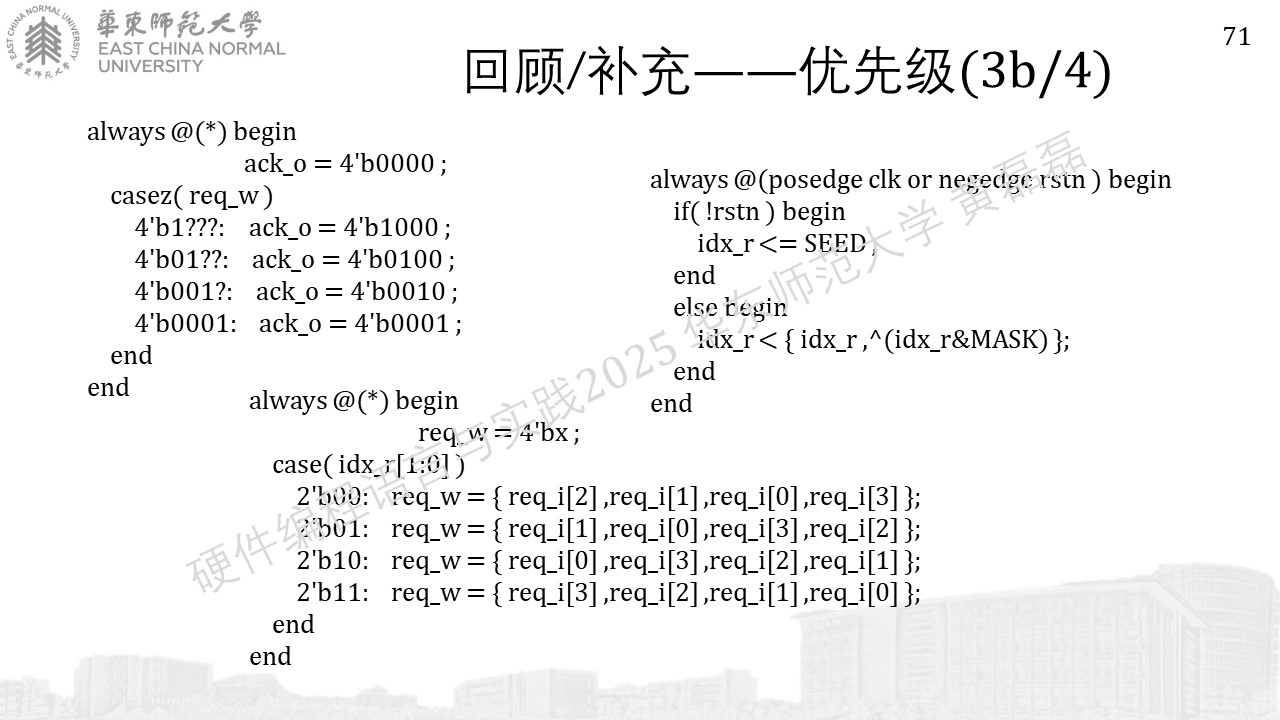 華東師範大學
EAST CHINA NORMAL
UNIVERSITY
EAST CHINA NORMAL UNIVERSITY
華東師範大學
71
回顾/补充——优先级(3b/4)
always @(*) begin
ack_o = 4'b0000 ;
casez( req_w )
4'b1???: ack_o = 4'b1000 ;
4'b01??: ack_o = 4'b0100 ;
4'b001?: ack_o = 4'b0010 ;
4'b0001: ack_o = 4'b0001 ;
end
end
always @(posedge clk or negedge rstn ) begin
if( !rstn ) begin
idx_r <= SEED ;
end
else begin
idx_r < { idx_r ,^(idx_r&MASK) };
end
end
always @(*) begin
req_w = 4'bx ;
case( idx_r[1:0] )
2'b00: req_w = { req_i[2] ,req_i[1] ,req_i[0] ,req_i[3] };
2'b01: req_w = { req_i[1] ,req_i[0] ,req_i[3] ,req_i[2] };
2'b10: req_w = { req_i[0] ,req_i[3] ,req_i[2] ,req_i[1] };
2'b11: req_w = { req_i[3] ,req_i[2] ,req_i[1] ,req_i[0] };
end
end
硬件编程语言与实践2025 华东师范大学 黄磊磊